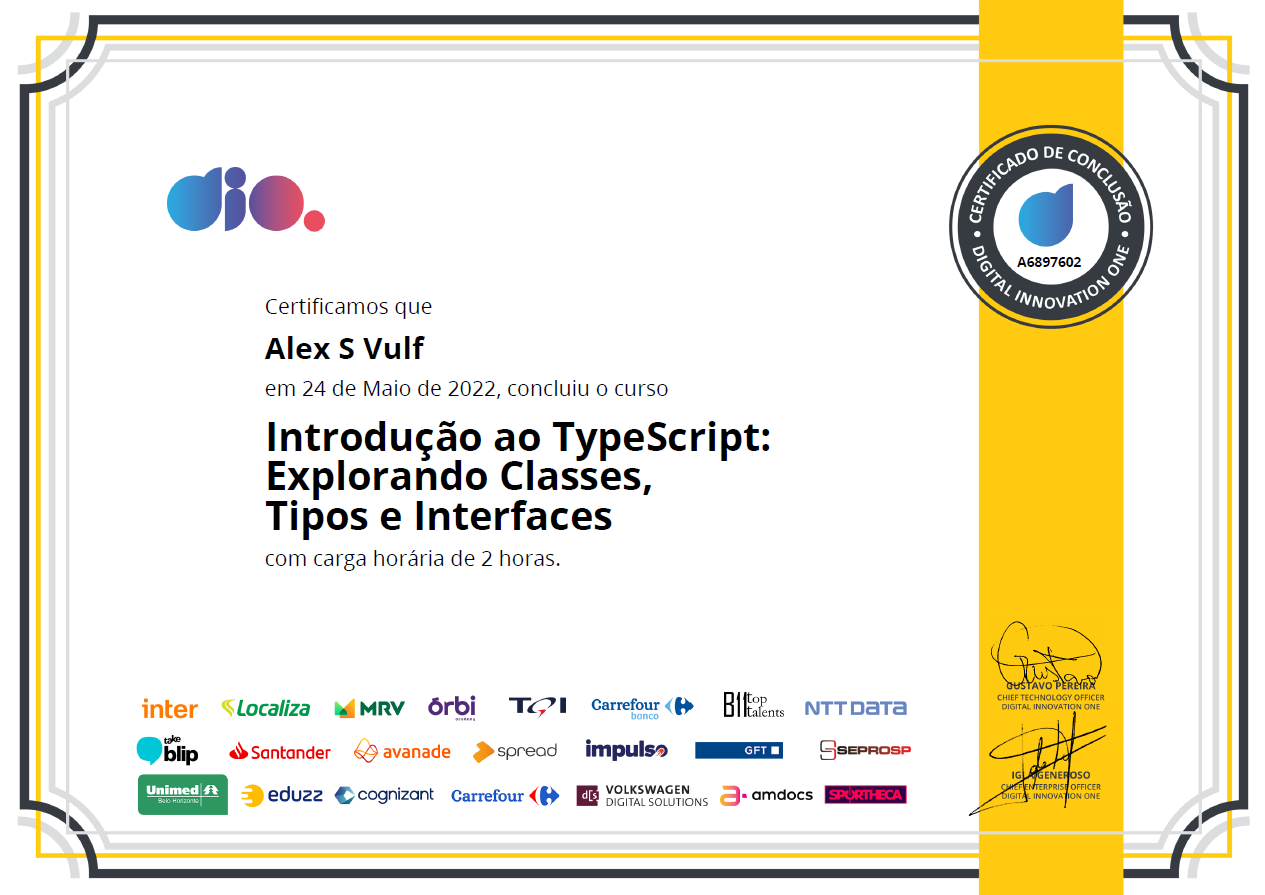 dio.
CERTIFICADO DE CONCLUSÃO
A6897602
DIGITAL INNOVATION ONE
Certificamos que
Alex S Vulf
em 24 de Maio de 2022, concluiu o curso
Introdução ao TypeScript:
Explorando Classes,
Tipos e Interfaces
com carga horária de 2 horas.
GUSTAVO PEREIRA
CHIEF TECHNOLOGY OFFICER
DIGITAL INNOVATION ONE
IGL GENEROSO
CHIEF ENTERPRISE OFFICER
DIGITAL INNOVATION ONE
inter Localiza MRV órbi academy TQI Carrefour banco B11 top talents NTT DATA
take blip Santander avanade spread impulso GFT SEPROSP
Unimed Belo Horizonte eduzz cognizant Carrefour d[s] VOLKSWAGEN DIGITAL SOLUTIONS a amdocs SPORTHECA